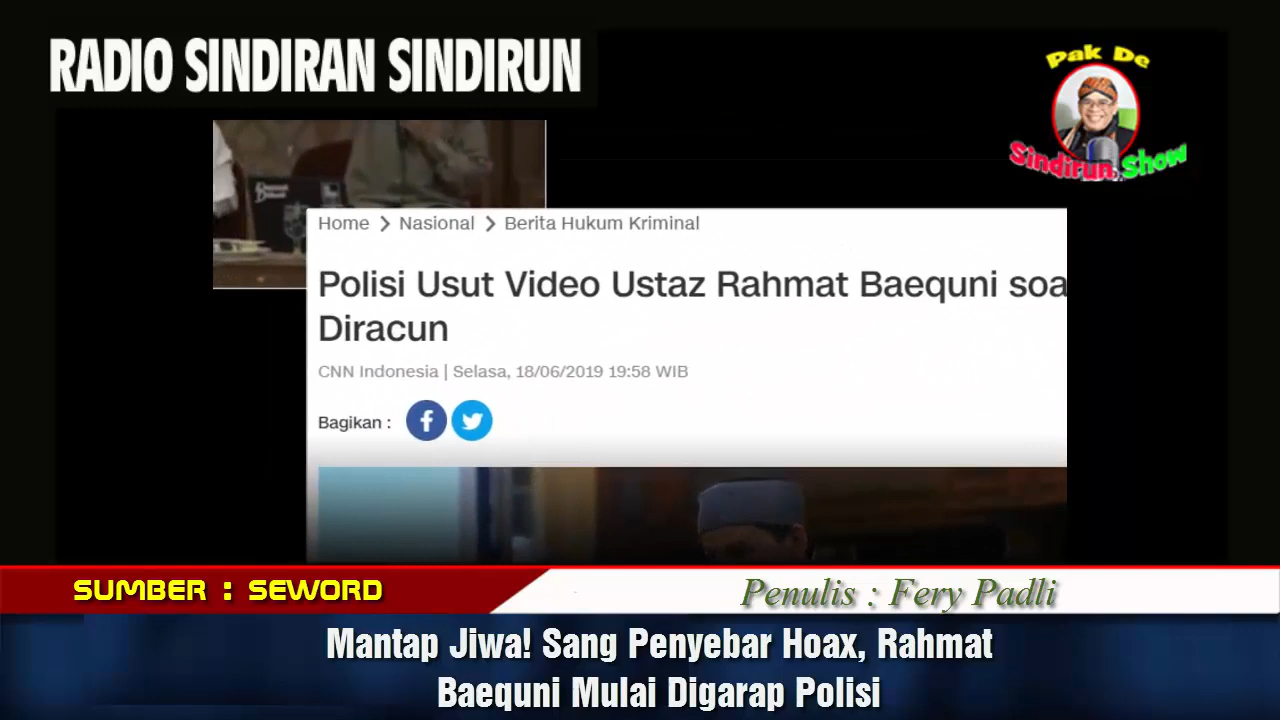 RADIO SINDIRAN SINDIRUN
Pak De
Sindirun Show
Home > Nasional > Berita Hukum Kriminal
Polisi Usut Video Ustaz Rahmat Baequni soa
Diracun
CNN Indonesia | Selasa, 18/06/2019 19:58 WIB
Bagikan :
SUMBER : SEWORD
Penulis : Fery Padli
Mantap Jiwa! Sang Penyebar Hoax, Rahmat
Baequni Mulai Digarap Polisi